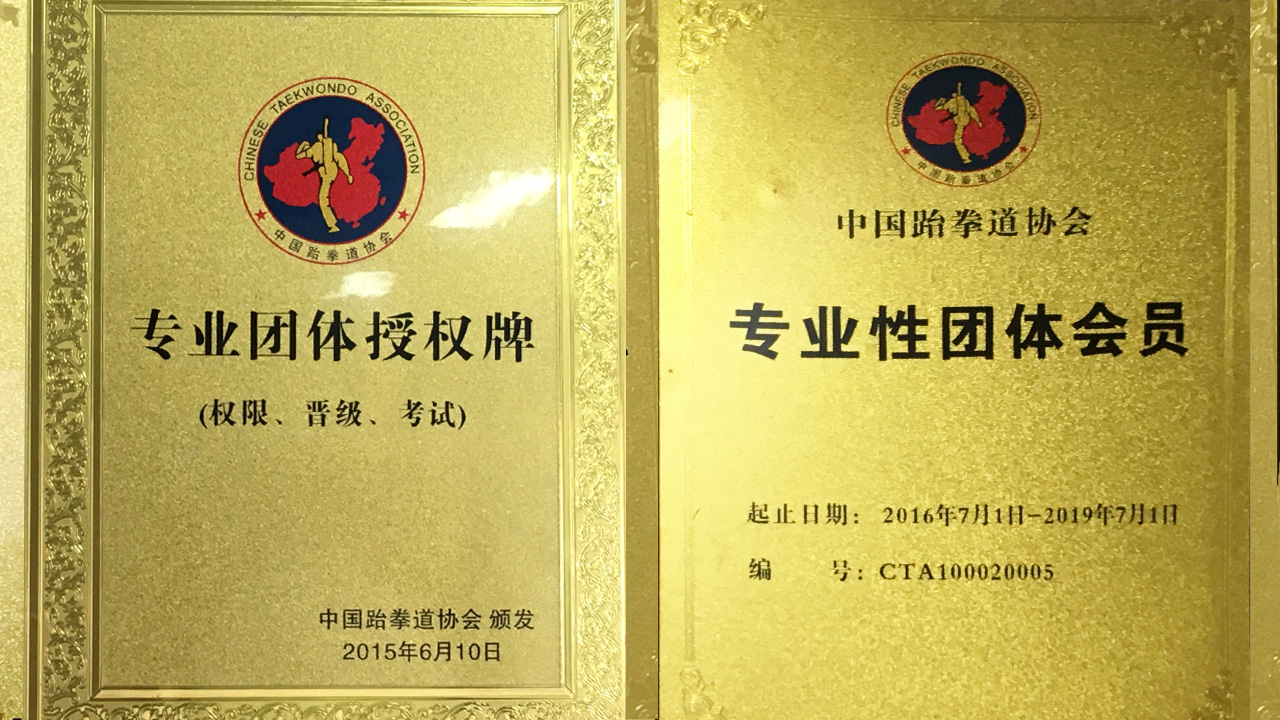 CHINESE TAEKWONDO ASSOCIATION
中国跆拳道协会
专业团体授权牌
(权限、晋级、考试)
中国跆拳道协会 颁发
2015年6月10日
CHINESE TAEKWONDO ASSOCIATION
中国跆拳道协会
中国跆拳道协会
专业性团体会员
起止日期： 2016年7月1日-2019年7月1日
编 号：CTA100020005